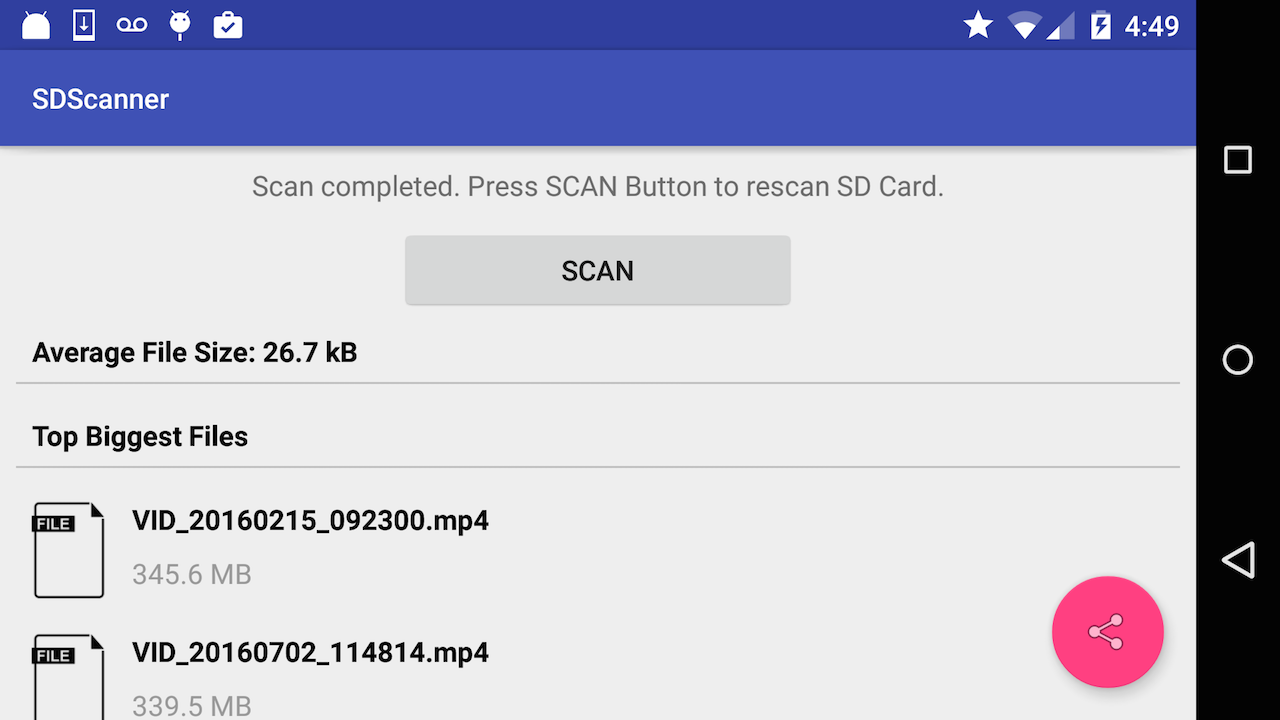 4:49
SDScanner
Scan completed. Press SCAN Button to rescan SD Card.
SCAN
Average File Size: 26.7 kB
Top Biggest Files
FILE
VID_20160215_092300.mp4
345.6 MB
FILE
VID_20160702_114814.mp4
339.5 MB